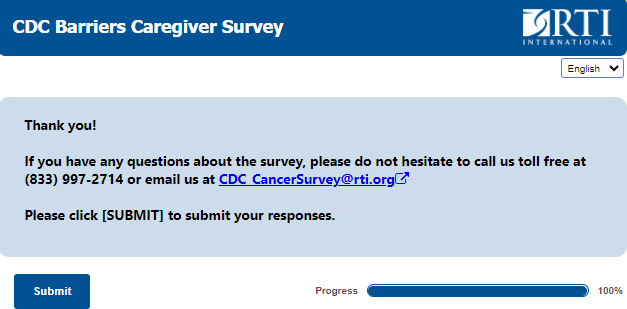 CDC Barriers Caregiver Survey
RTI
INTERNATIONAL
English
Thank you!
If you have any questions about the survey, please do not hesitate to call us toll free at
(833) 997-2714 or email us at CDC_CancerSurvey@rti.org
Please click [SUBMIT] to submit your responses.
Submit
Progress
100%